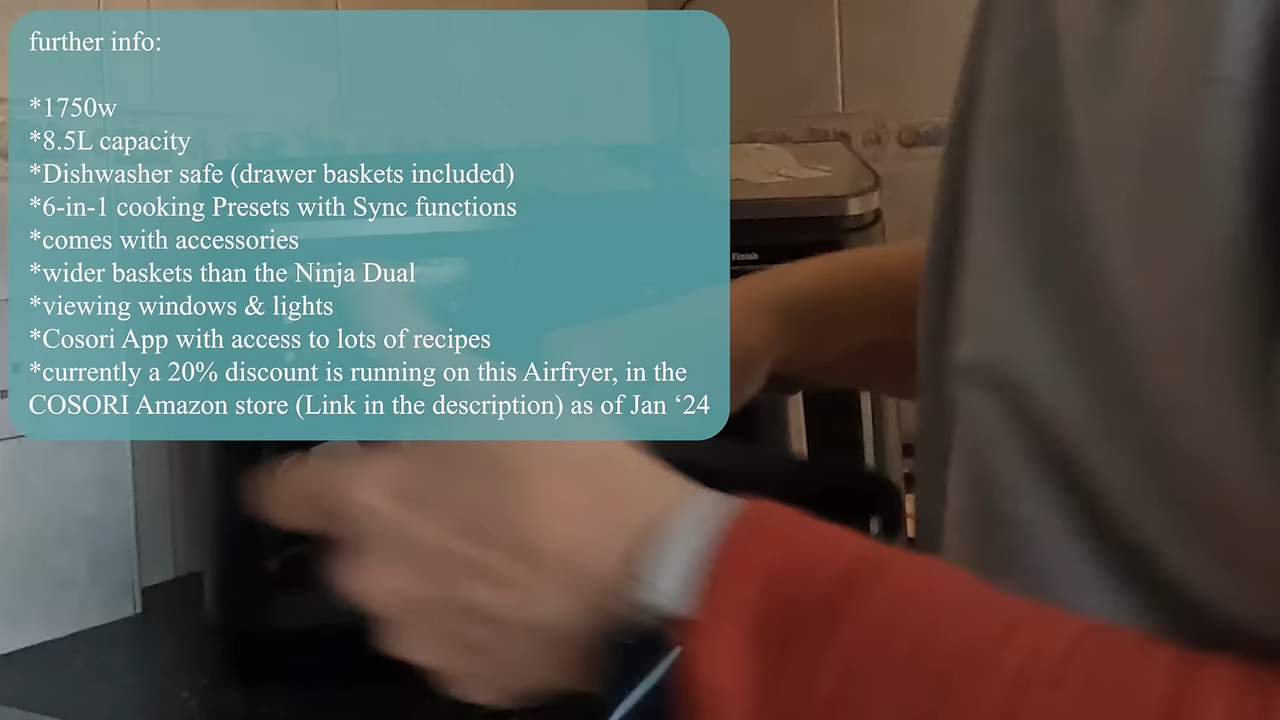 further info:
*1750w
*8.5L capacity
*Dishwasher safe (drawer baskets included)
*6-in-1 cooking Presets with Sync functions
*comes with accessories
*wider baskets than the Ninja Dual
*viewing windows & lights
*Cosori App with access to lots of recipes
*currently a 20% discount is running on this Airfryer, in the
COSORI Amazon store (Link in the description) as of Jan ‘24
Finish